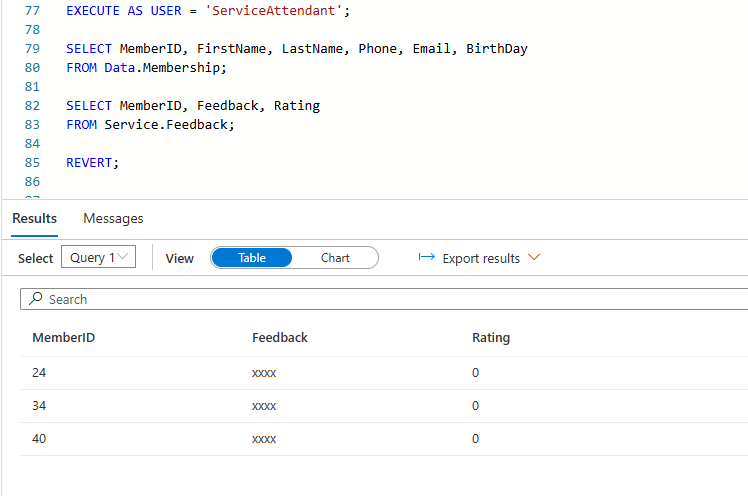 77 EXECUTE AS USER = 'ServiceAttendant';
78
79 SELECT MemberID, FirstName, LastName, Phone, Email, BirthDay
80 FROM Data.Membership;
81
82 SELECT MemberID, Feedback, Rating
83 FROM Service.Feedback;
84
85 REVERT;
86
Results Messages
Select Query 1 View Table Chart Export results
Search
MemberID Feedback Rating
24 xxxx 0
34 xxxx 0
40 xxxx 0